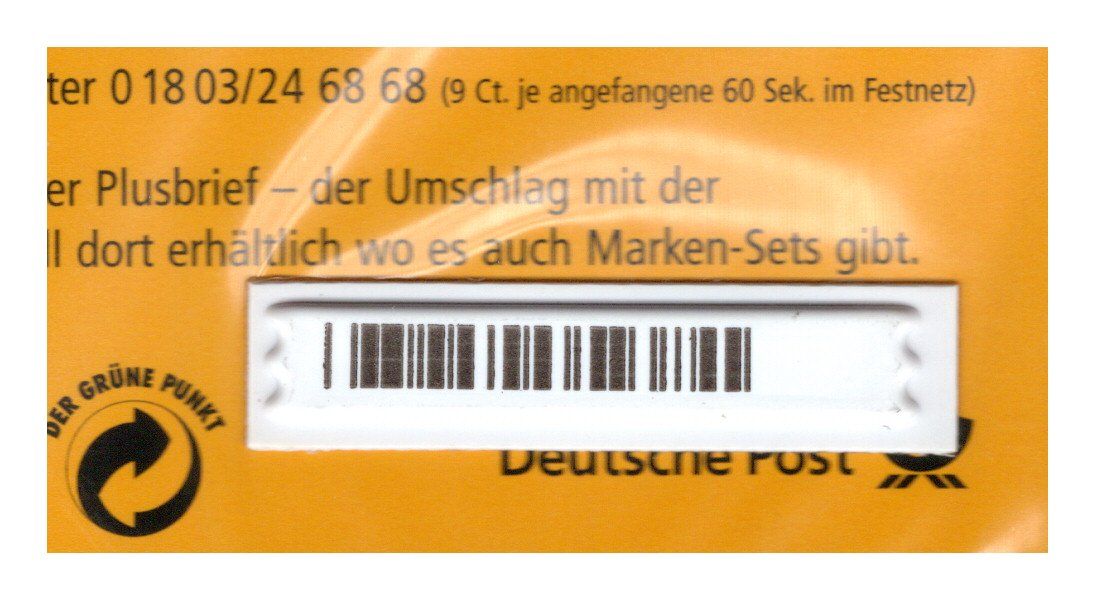 ter 0 18 03/24 68 68 (9 Ct. je angefangene 60 Sek. im Festnetz)
er Plusbrief – der Umschlag mit der
ll dort erhältlich wo es auch Marken-Sets gibt.
DER GRÜNE PUNKT
Deutsche Post